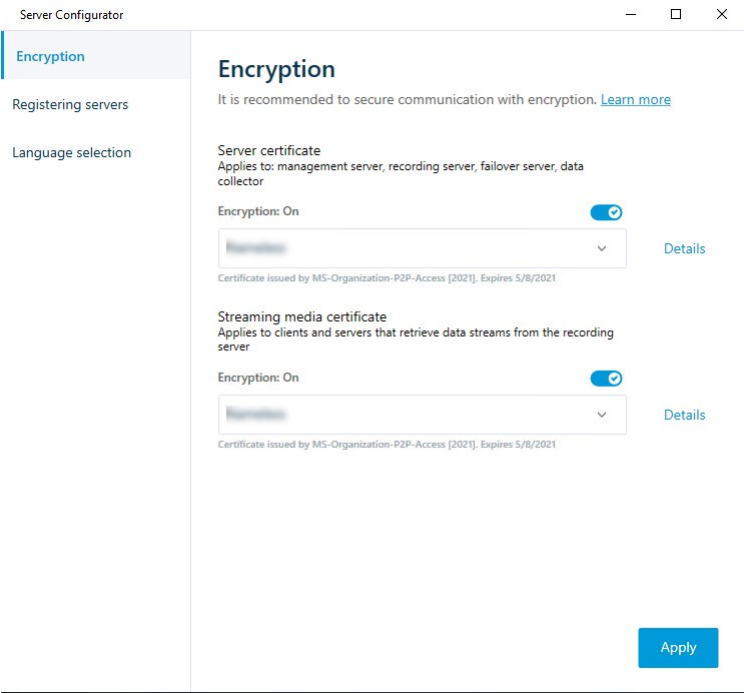 Server Configurator
Encryption
Registering servers
Language selection
Encryption
It is recommended to secure communication with encryption. Learn more
Server certificate
Applies to: management server, recording server, failover server, data
collector
Encryption: On
Details
Certificate issued by MS-Organization-P2P-Access [2021]. Expires 5/8/2021
Streaming media certificate
Applies to clients and servers that retrieve data streams from the recording
server
Encryption: On
Details
Certificate issued by MS-Organization-P2P-Access [2021]. Expires 5/8/2021
Apply